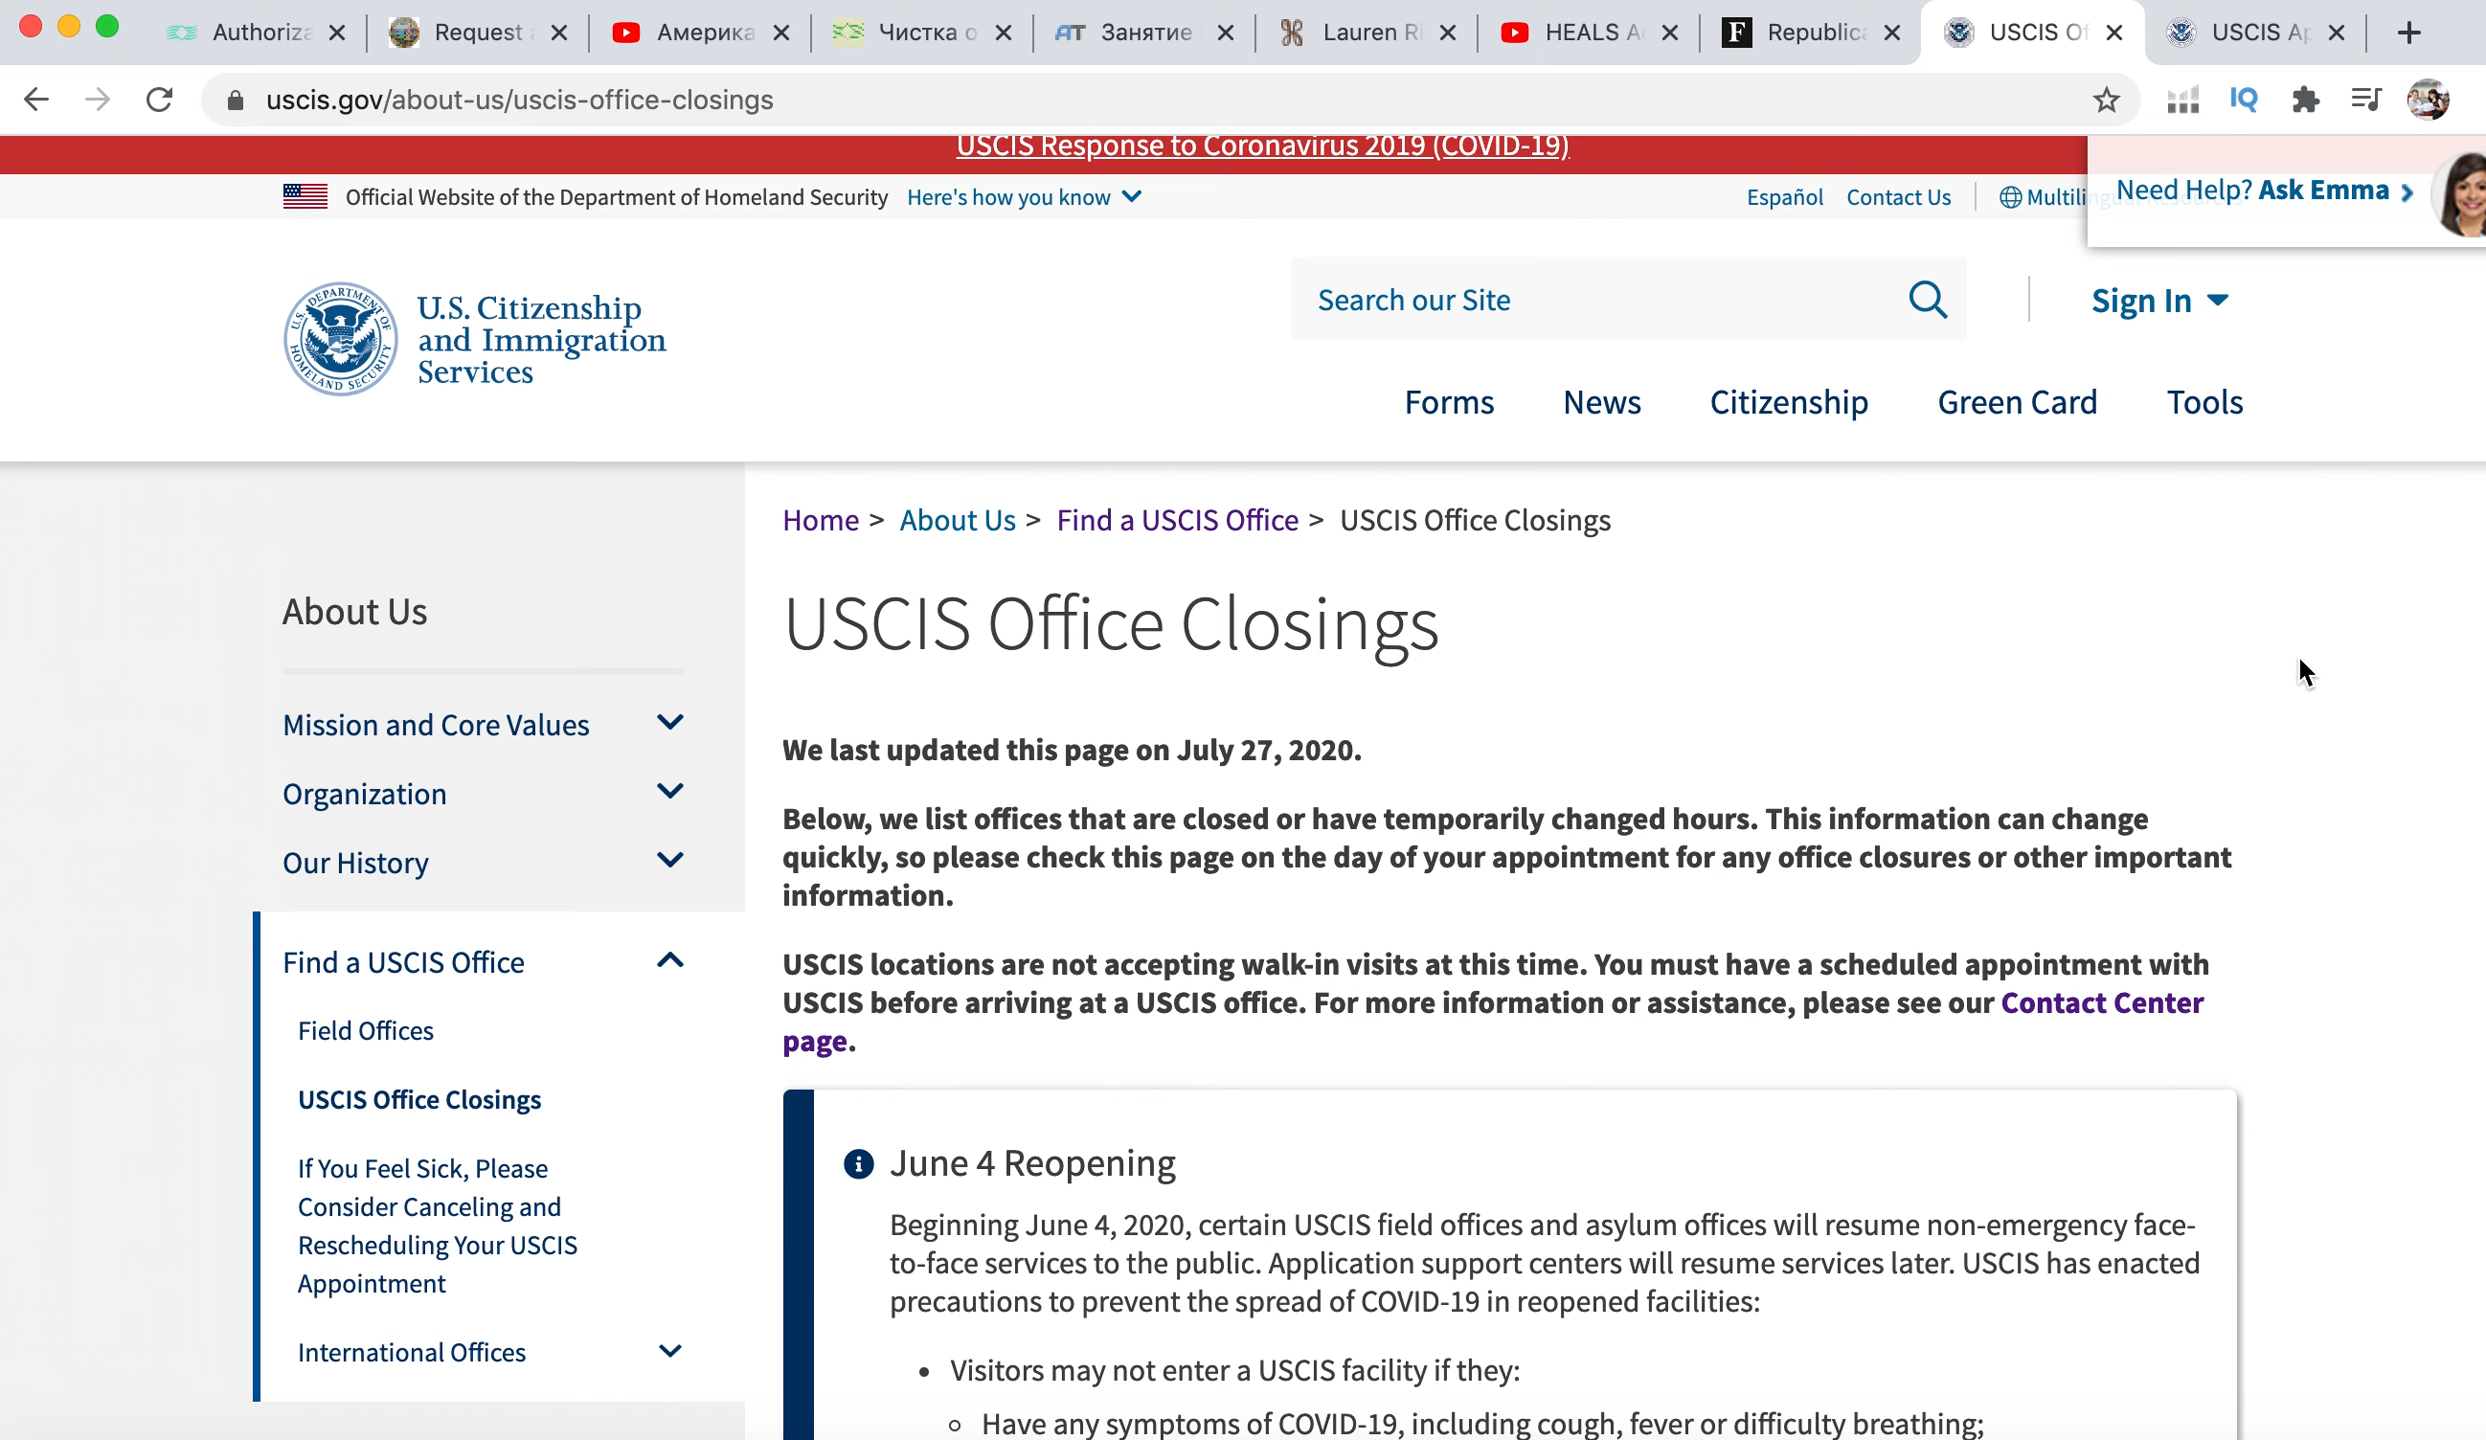 Authoriza
Request a
Америка
Чистка о
Занятие
Lauren Ri
HEALS A
Republica
USCIS Of
USCIS Ap
uscis.gov/about-us/uscis-office-closings
IQ
USCIS Response to Coronavirus 2019 (COVID-19)
Official Website of the Department of Homeland Security Here's how you know
Español Contact Us
Need Help? Ask Emma
U.S. DEPARTMENT OF HOMELAND SECURITY
U.S. Citizenship
and Immigration
Services
Search our Site
Sign In
Forms News Citizenship Green Card Tools
Home > About Us > Find a USCIS Office > USCIS Office Closings
About Us
Mission and Core Values
Organization
Our History
Find a USCIS Office
Field Offices
USCIS Office Closings
If You Feel Sick, Please
Consider Canceling and
Rescheduling Your USCIS
Appointment
International Offices
USCIS Office Closings
We last updated this page on July 27, 2020.
Below, we list offices that are closed or have temporarily changed hours. This information can change
quickly, so please check this page on the day of your appointment for any office closures or other important
information.
USCIS locations are not accepting walk-in visits at this time. You must have a scheduled appointment with
USCIS before arriving at a USCIS office. For more information or assistance, please see our Contact Center
page.
June 4 Reopening
Beginning June 4, 2020, certain USCIS field offices and asylum offices will resume non-emergency face-
to-face services to the public. Application support centers will resume services later. USCIS has enacted
precautions to prevent the spread of COVID-19 in reopened facilities:
• Visitors may not enter a USCIS facility if they:
o Have any symptoms of COVID-19, including cough, fever or difficulty breathing;